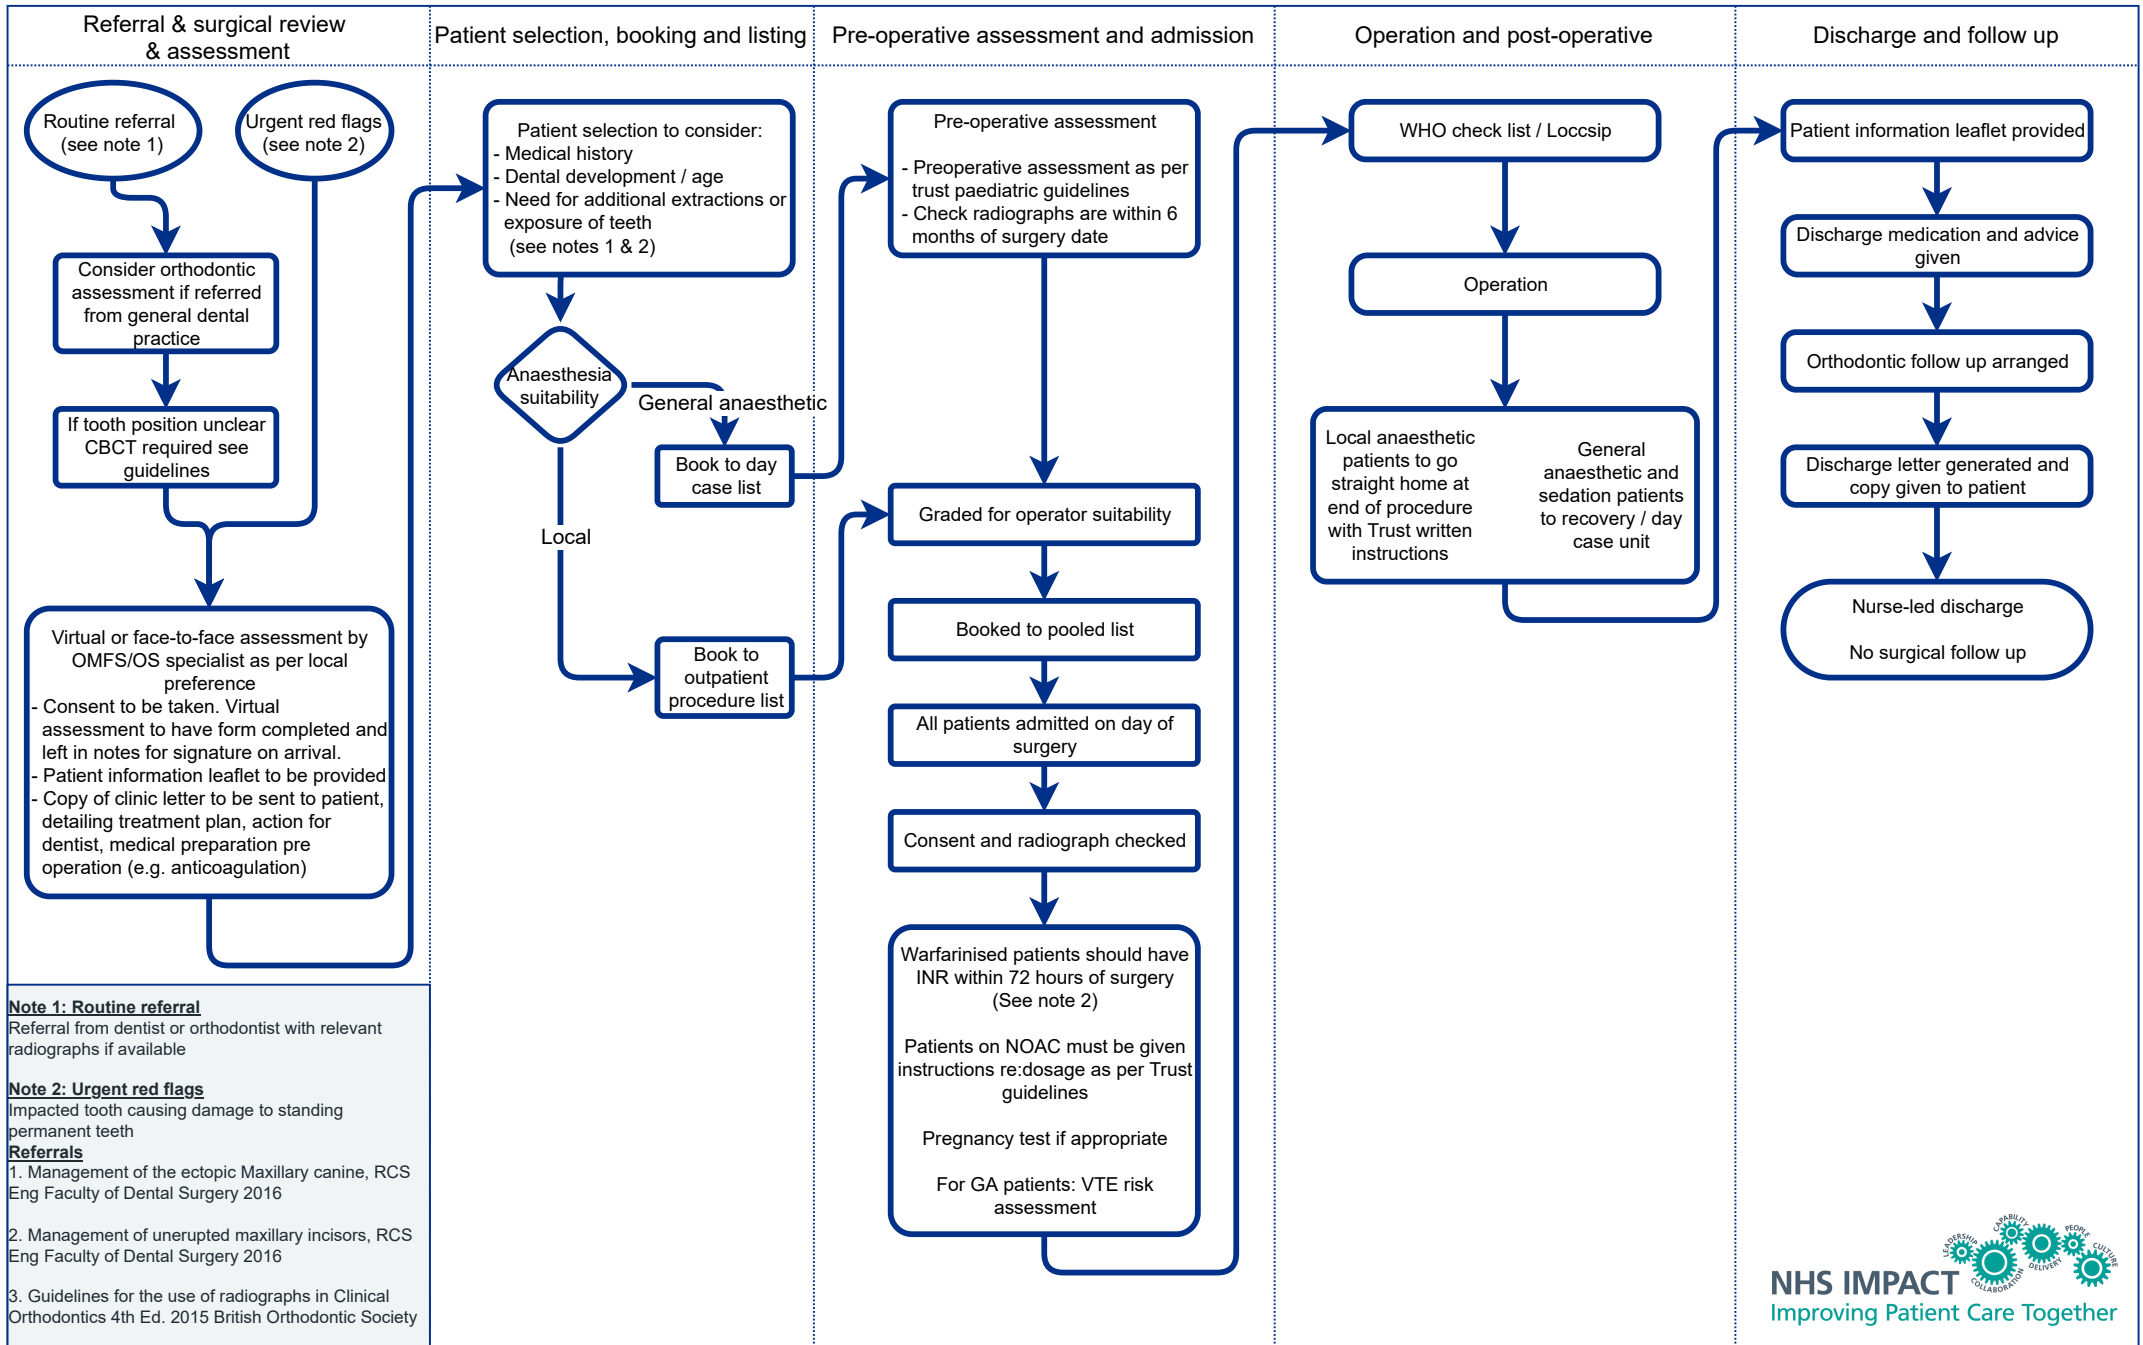 Referral & surgical review
& assessment
Patient selection, booking and listing
Pre-operative assessment and admission
Operation and post-operative
Discharge and follow up
Routine referral
(see note 1)
Urgent red flags
(see note 2)
Consider orthodontic
assessment if referred
from general dental
practice
If tooth position unclear
CBCT required see
guidelines
Virtual or face-to-face assessment by
OMFS/OS specialist as per local
preference
- Consent to be taken. Virtual
assessment to have form completed and
left in notes for signature on arrival.
- Patient information leaflet to be provided
- Copy of clinic letter to be sent to patient,
detailing treatment plan, action for
dentist, medical preparation pre
operation (e.g. anticoagulation)
Note 1: Routine referral
Referral from dentist or orthodontist with relevant
radiographs if available
Note 2: Urgent red flags
Impacted tooth causing damage to standing
permanent teeth
Referrals
1. Management of the ectopic Maxillary canine, RCS
Eng Faculty of Dental Surgery 2016
2. Management of unerupted maxillary incisors, RCS
Eng Faculty of Dental Surgery 2016
3. Guidelines for the use of radiographs in Clinical
Orthodontics 4th Ed. 2015 British Orthodontic Society
Patient selection to consider:
- Medical history
- Dental development / age
- Need for additional extractions or
exposure of teeth
(see notes 1 & 2)
Anaesthesia
suitability
General anaesthetic
Book to day
case list
Local
Book to
outpatient
procedure list
Pre-operative assessment
- Preoperative assessment as per
trust paediatric guidelines
- Check radiographs are within 6
months of surgery date
Graded for operator suitability
Booked to pooled list
All patients admitted on day of
surgery
Consent and radiograph checked
Warfarinised patients should have
INR within 72 hours of surgery
(See note 2)
Patients on NOAC must be given
instructions re:dosage as per Trust
guidelines
Pregnancy test if appropriate
For GA patients: VTE risk
assessment
WHO check list / Loccsip
Operation
Local anaesthetic
patients to go
straight home at
end of procedure
with Trust written
instructions
General
anaesthetic and
sedation patients
to recovery / day
case unit
Patient information leaflet provided
Discharge medication and advice
given
Orthodontic follow up arranged
Discharge letter generated and
copy given to patient
Nurse-led discharge
No surgical follow up
LEADERSHIP
CAPABILITY
PEOPLE
CULTURE
COLLABORATION
DELIVERY
NHS IMPACT
Improving Patient Care Together